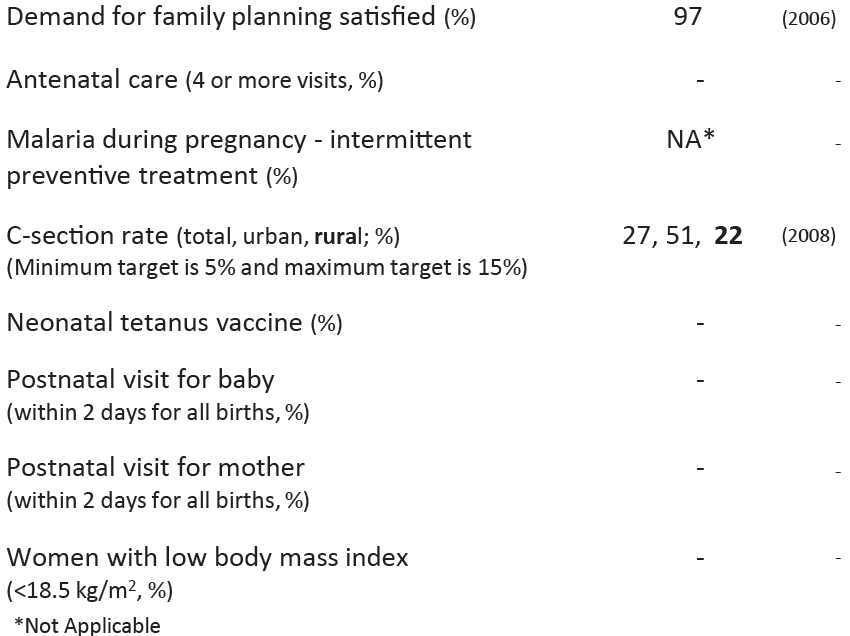 Demand for family planning satisfied (%) 97 (2006)
Antenatal care (4 or more visits, %) - -
Malaria during pregnancy - intermittent NA* -
preventive treatment (%)
C-section rate (total, urban, rural; %) 27, 51, 22 (2008)
(Minimum target is 5% and maximum target is 15%)
Neonatal tetanus vaccine (%) - -
Postnatal visit for baby - -
(within 2 days for all births, %)
Postnatal visit for mother - -
(within 2 days for all births, %)
Women with low body mass index - -
(<18.5 kg/m², %)
*Not Applicable